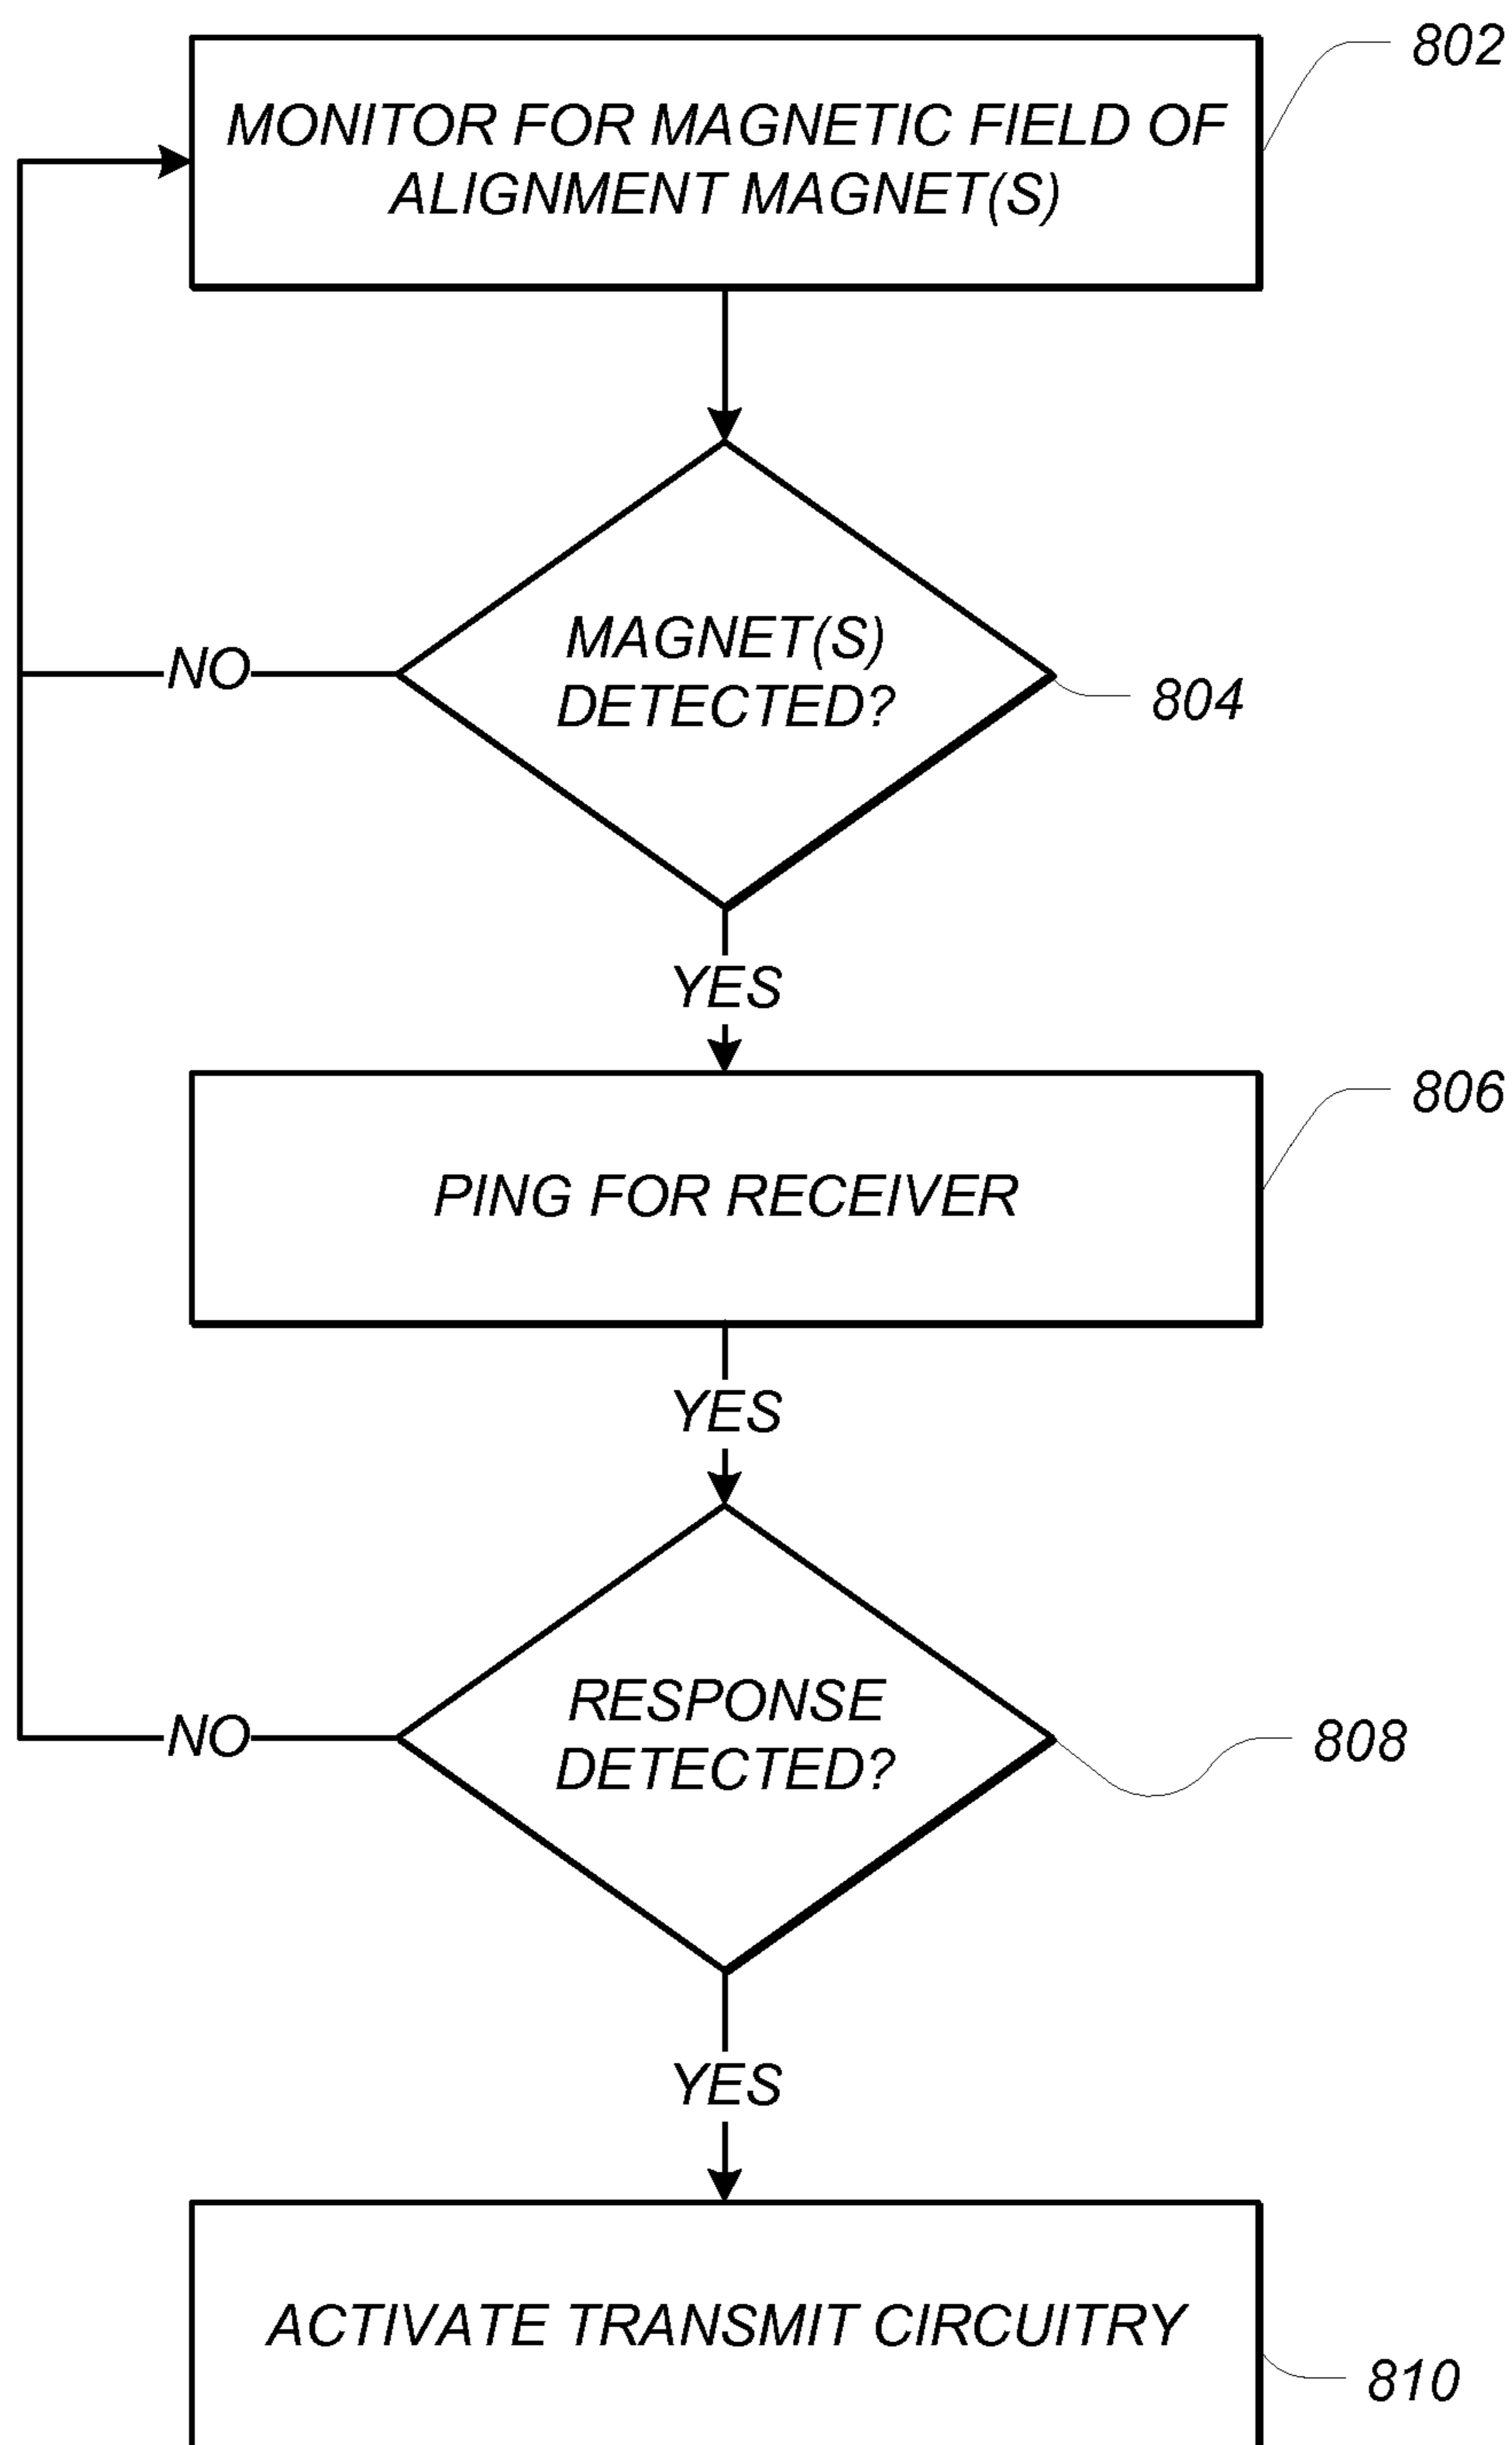 802
MONITOR FOR MAGNETIC FIELD OF
ALIGNMENT MAGNET(S)
MAGNET(S)
DETECTED?
NO
804
YES
806
PING FOR RECEIVER
YES
RESPONSE
DETECTED?
NO
808
YES
ACTIVATE TRANSMIT CIRCUITRY
810